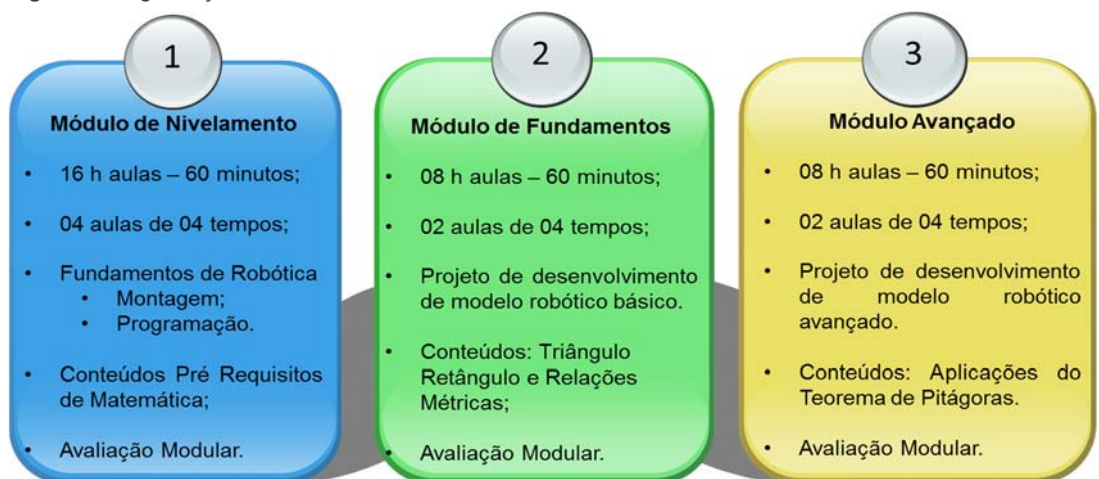 1
Módulo de Nivelamento
• 16 h aulas – 60 minutos;
• 04 aulas de 04 tempos;
• Fundamentos de Robótica
• Montagem;
• Programação.
• Conteúdos Pré Requisitos
de Matemática;
• Avaliação Modular.
2
Módulo de Fundamentos
• 08 h aulas – 60 minutos;
• 02 aulas de 04 tempos;
• Projeto de desenvolvimento
de modelo robótico básico.
• Conteúdos: Triângulo
Retângulo e Relações
Métricas;
• Avaliação Modular.
3
Módulo Avançado
• 08 h aulas – 60 minutos;
• 02 aulas de 04 tempos;
• Projeto de desenvolvimento
de modelo robótico
avançado.
• Conteúdos: Aplicações do
Teorema de Pitágoras.
• Avaliação Modular.